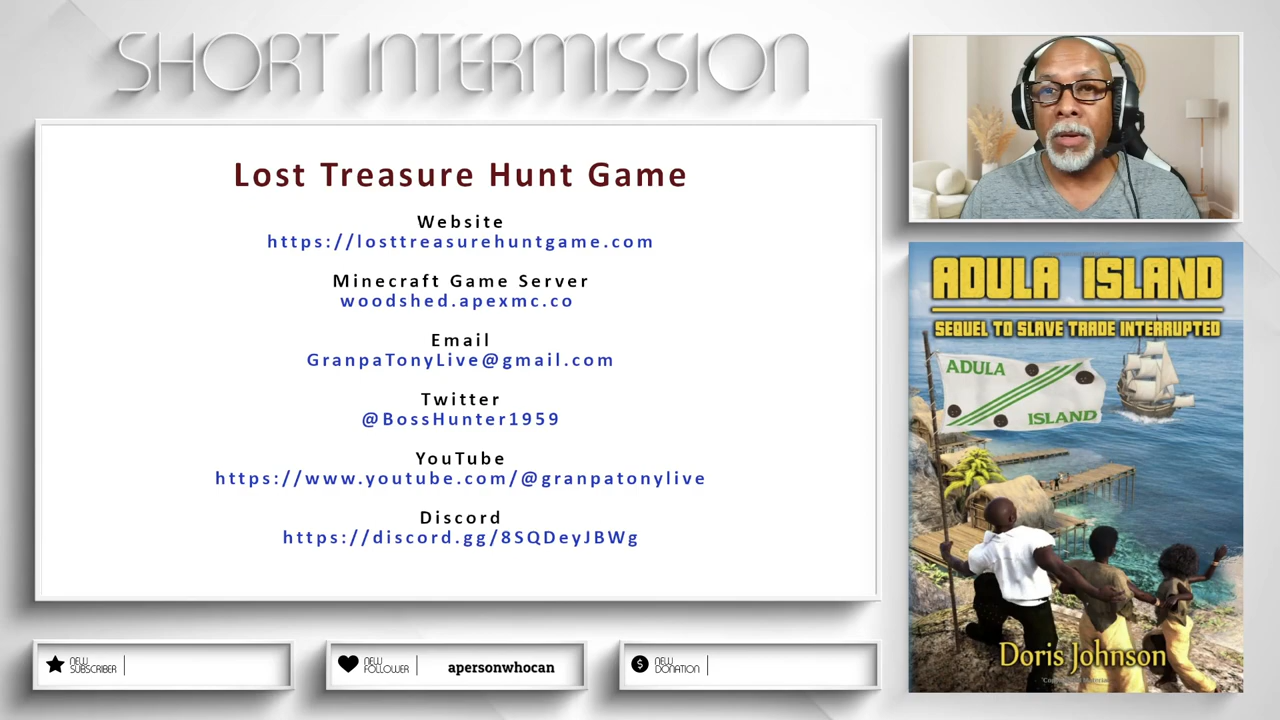 SHORT INTERMISSION
Lost Treasure Hunt Game
Website
https://losttreasurehuntgame.com
Minecraft Game Server
woodshed.apexmc.co
Email
GranpaTonyLive@gmail.com
Twitter
@BossHunter1959
YouTube
https://www.youtube.com/@granpatonylive
Discord
https://discord.gg/8SQDeyJBWg
NEW
SUBSCRIBER
NEW
FOLLOWER
apersonwhocan
NEW
DONATION
ADULA ISLAND
SEQUEL TO SLAVE TRADE INTERRUPTED
ADULA
ISLAND
Doris Johnson